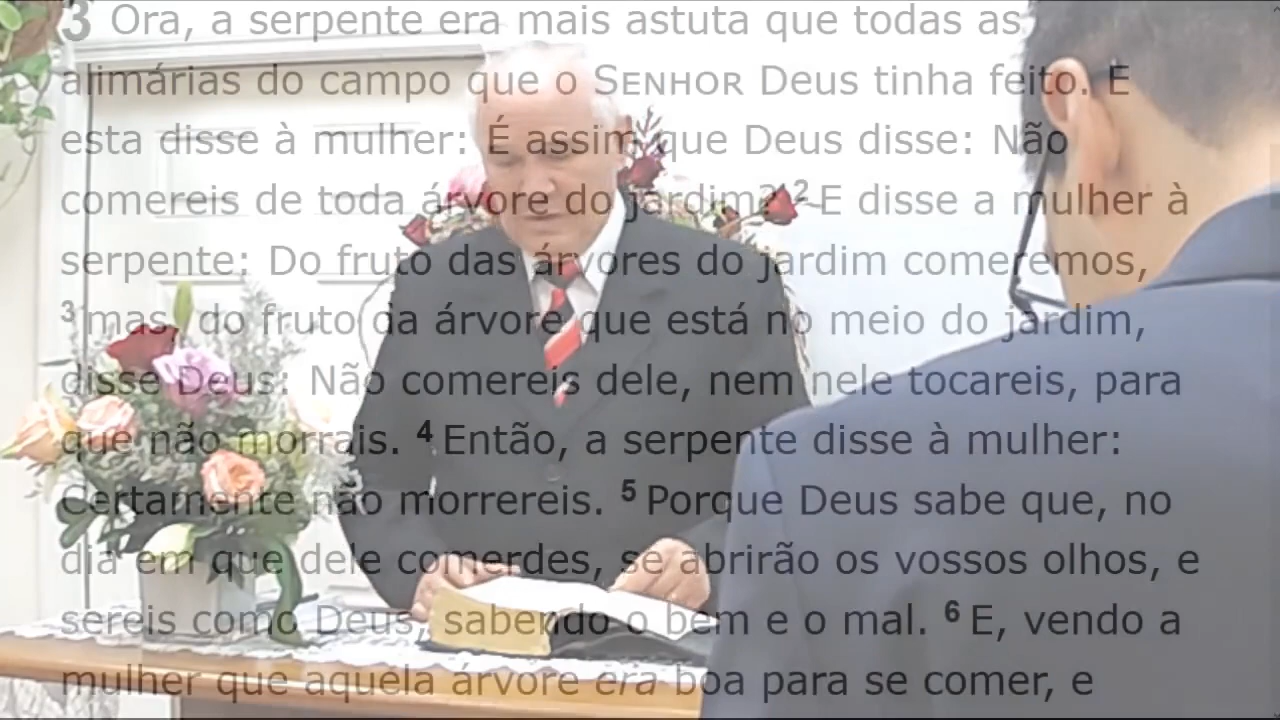 3 Ora, a serpente era mais astuta que todas as
alimárias do campo que o SENHOR Deus tinha feito. E
esta disse à mulher: É assim que Deus disse: Não
comereis de toda árvore do jardim? 2 E disse a mulher à
serpente: Do fruto das árvores do jardim comeremos,
3 mas, do fruto da árvore que está no meio do jardim,
disse Deus: Não comereis dele, nem nele tocareis, para
que não morrais. 4 Então, a serpente disse à mulher:
Certamente não morrereis. 5 Porque Deus sabe que, no
dia em que dele comerdes, se abrirão os vossos olhos, e
sereis como Deus, sabendo o bem e o mal. 6 E, vendo a
mulher que aquela árvore era boa para se comer, e